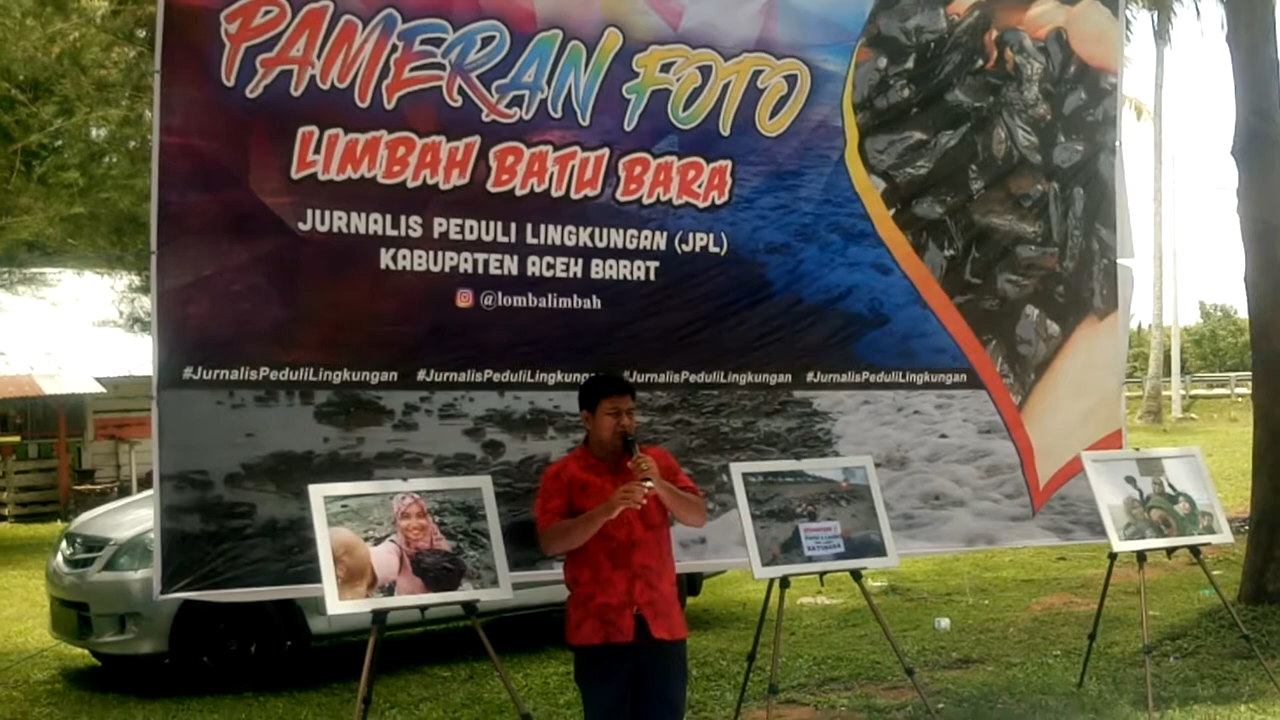 PAMERAN FOTO
LIMBAH BATU BARA
JURNALIS PEDULI LINGKUNGAN (JPL)
KABUPATEN ACEH BARAT
@lombalimbah
#JurnalisPeduliLingkungan #JurnalisPeduliLingkungan #JurnalisPeduliLingkungan #JurnalisPeduliLingkungan